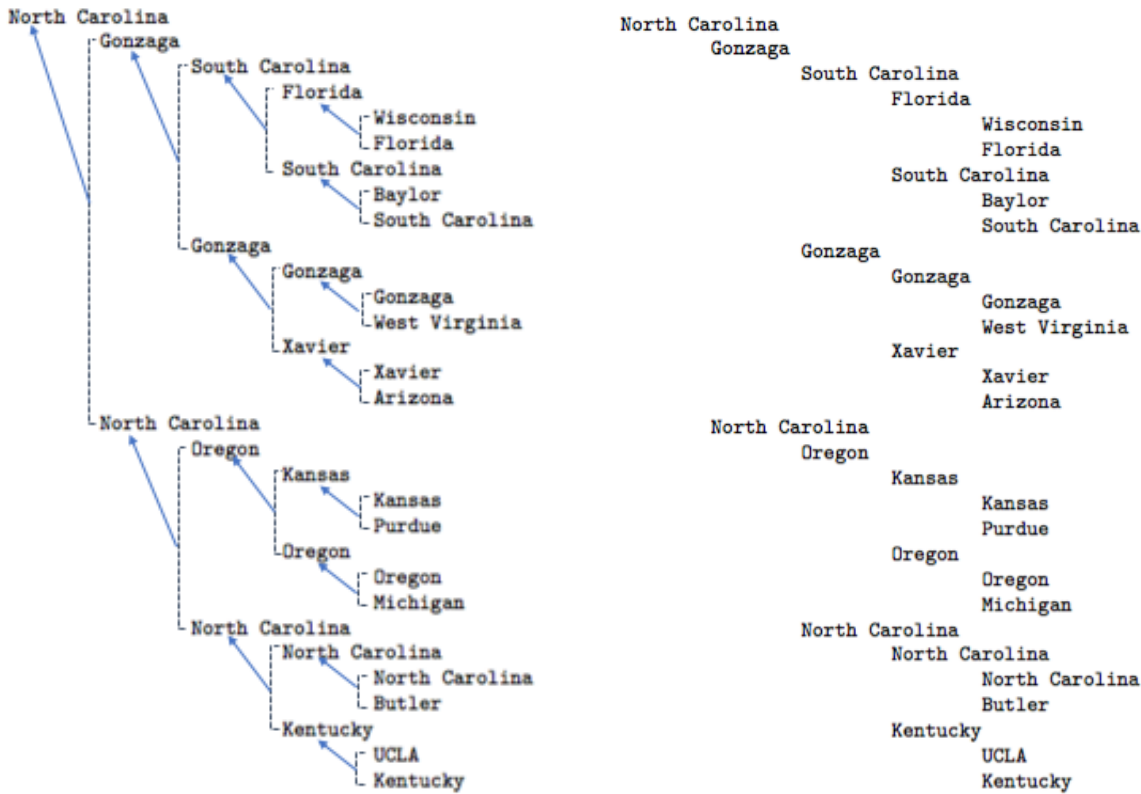 North Carolina
Gonzaga
South Carolina
Florida
Wisconsin
Florida
South Carolina
Baylor
South Carolina
Gonzaga
Gonzaga
Gonzaga
West Virginia
Xavier
Xavier
Arizona
North Carolina
Oregon
Kansas
Kansas
Purdue
Oregon
Oregon
Michigan
North Carolina
North Carolina
North Carolina
Butler
Kentucky
UCLA
Kentucky
North Carolina
Gonzaga
South Carolina
Florida
Wisconsin
Florida
South Carolina
Baylor
South Carolina
Gonzaga
Gonzaga
Gonzaga
West Virginia
Xavier
Xavier
Arizona
North Carolina
Oregon
Kansas
Kansas
Purdue
Oregon
Oregon
Michigan
North Carolina
North Carolina
North Carolina
Butler
Kentucky
UCLA
Kentucky